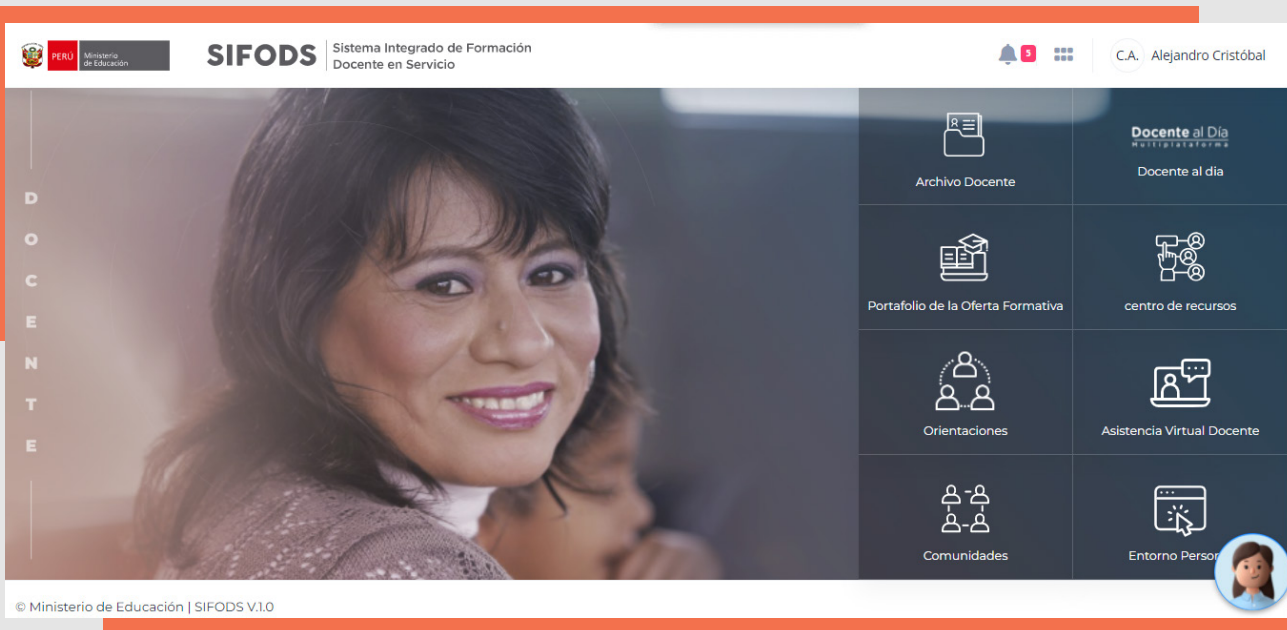 PERÚ
Ministerio
de Educación
SIFODS
Sistema Integrado de Formación
Docente en Servicio
5
C.A.
Alejandro Cristóbal
DOCENTE
Archivo Docente
Docente al Día
Multiplataforma
Docente al dia
Portafolio de la Oferta Formativa
centro de recursos
Orientaciones
Asistencia Virtual Docente
Comunidades
Entorno Perso
© Ministerio de Educación | SIFODS V.1.0